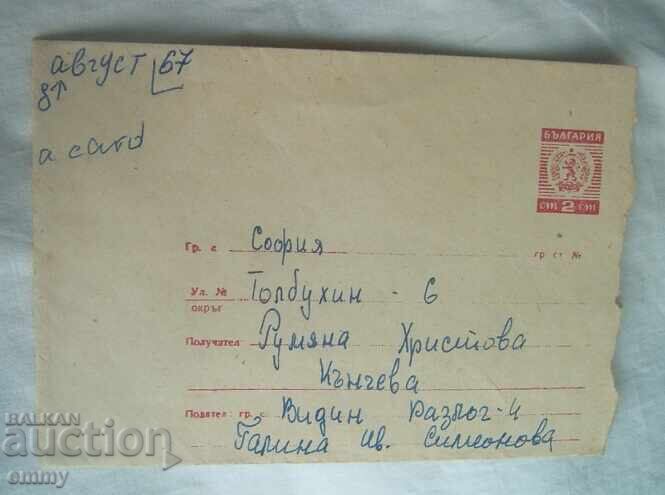 август 67
8↑
a card
БЪЛГАРИЯ
ст 2 ст
Гр. с. София гр. ст. №
Ул. № Толбухин - 6
окръг
Получател Румяна Христова
Кънчева
Подател: гр. с. Видин Разлог-4
Галина Ив. Симеонова
BALKAN
auction
emmy